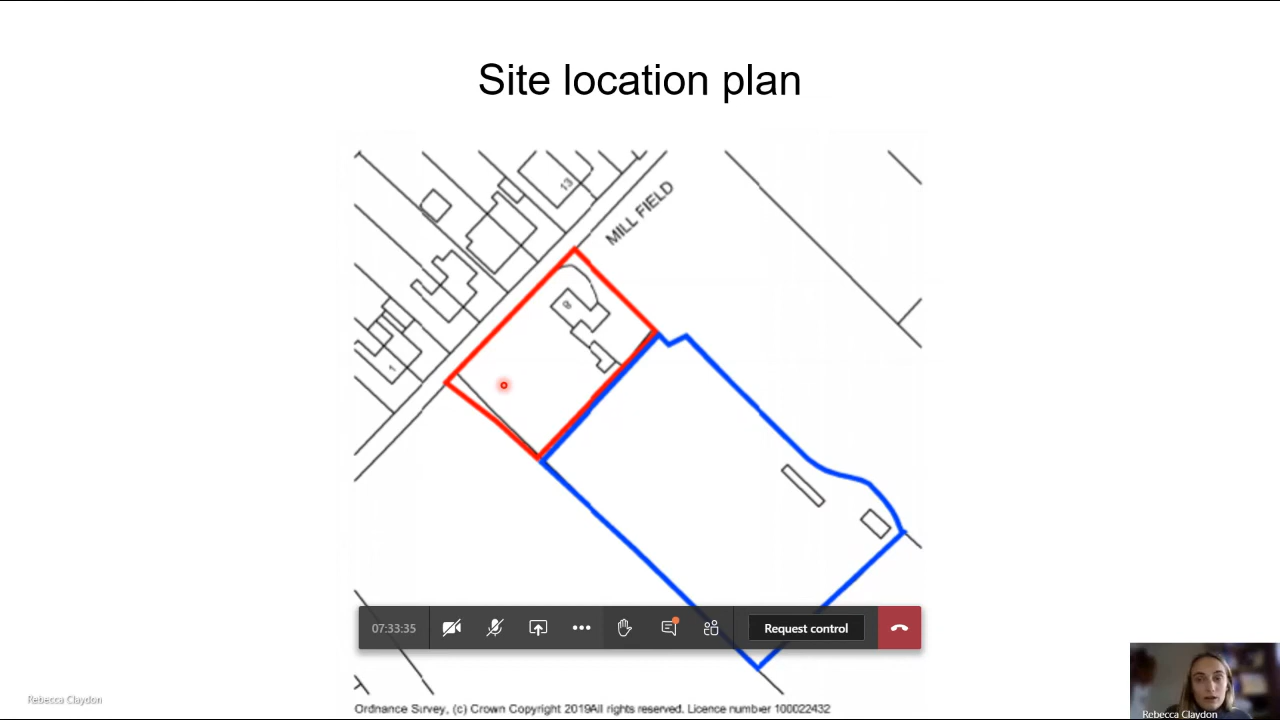 Site location plan
13
MILL FIELD
1
07:33:35
Request control
Rebecca Claydon
Rebecca Claydon
Ordnance Survey, (c) Crown Copyright 2019All rights reserved. Licence number 100022432